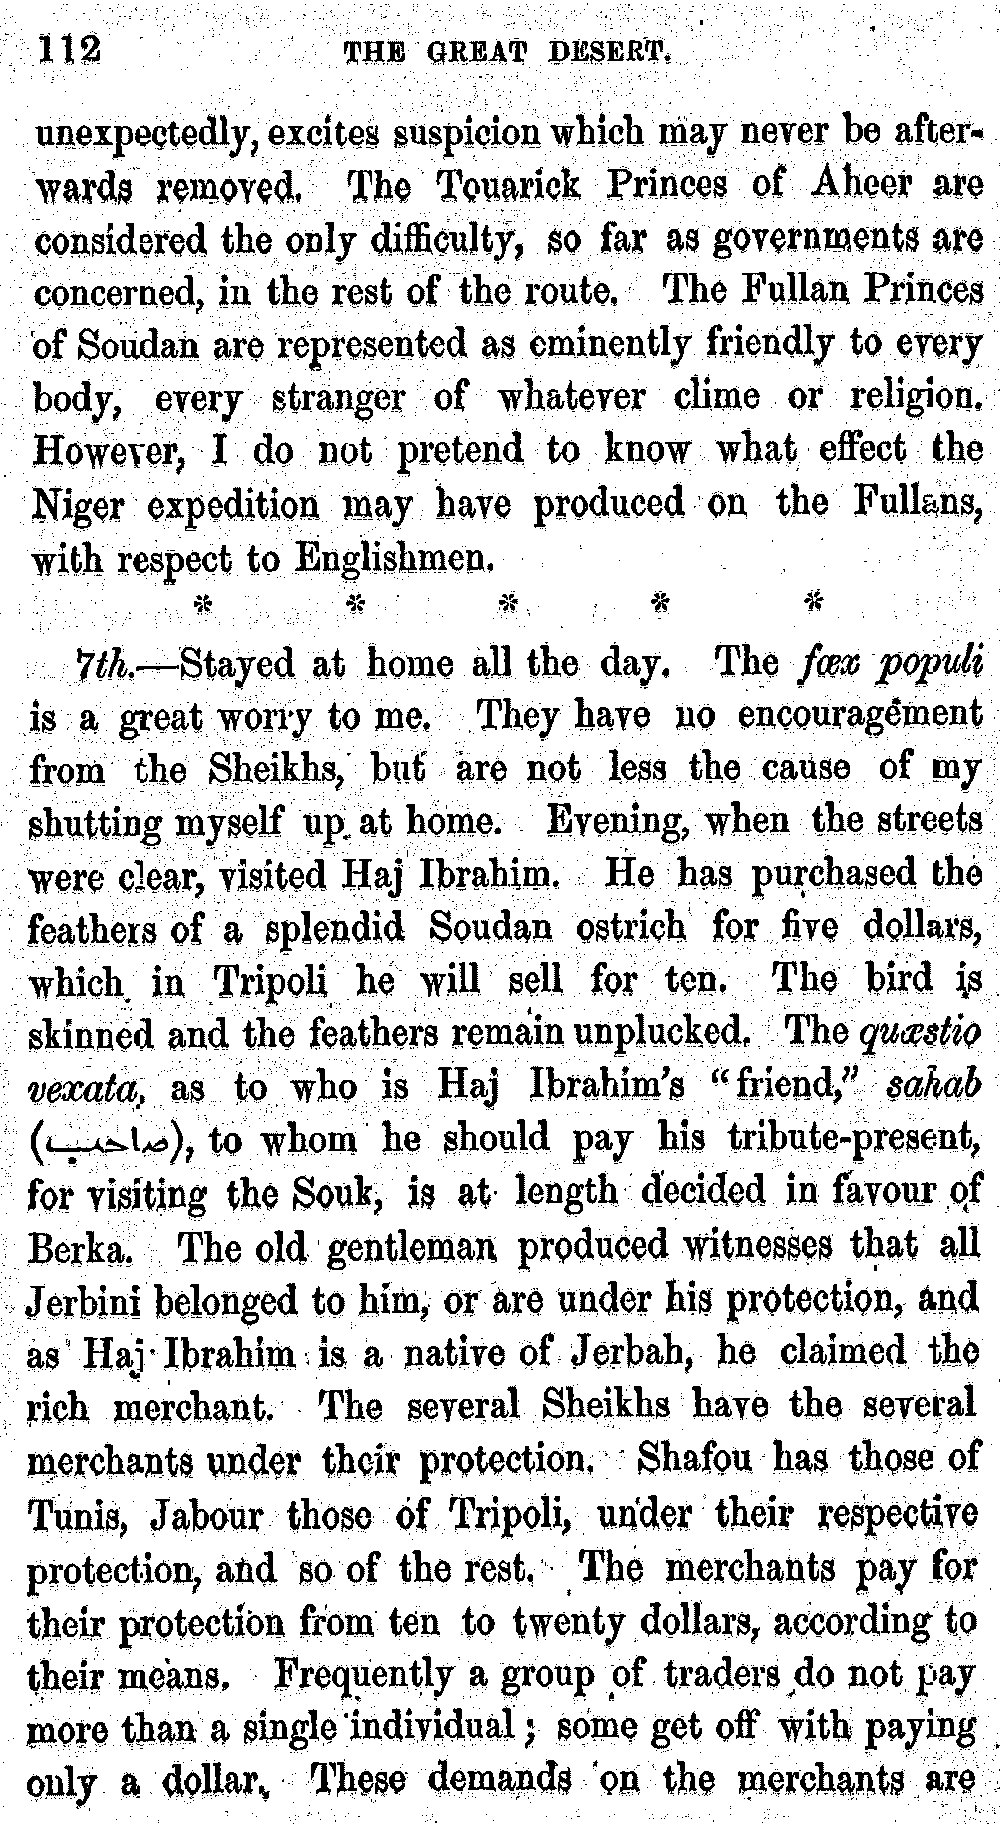 112 THE GREAT DESERT.
unexpectedly, excites suspicion which may never be after-
wards removed. The Touarick Princes of Aheer are
considered the only difficulty, so far as governments are
concerned, in the rest of the route. The Fullan Princes
of Soudan are represented as eminently friendly to every
body, every stranger of whatever clime or religion.
However, I do not pretend to know what effect the
Niger expedition may have produced on the Fullans,
with respect to Englishmen.
* * * * *
7th.—Stayed at home all the day. The fœx populi
is a great worry to me. They have no encouragement
from the Sheikhs, but are not less the cause of my
shutting myself up at home. Evening, when the streets
were clear, visited Haj Ibrahim. He has purchased the
feathers of a splendid Soudan ostrich for five dollars,
which in Tripoli he will sell for ten. The bird is
skinned and the feathers remain unplucked. The quæstio
vexata, as to who is Haj Ibrahim's "friend," sahab
(صاحب), to whom he should pay his tribute-present,
for visiting the Souk, is at length decided in favour of
Berka. The old gentleman produced witnesses that all
Jerbini belonged to him, or are under his protection, and
as Haj Ibrahim is a native of Jerbah, he claimed the
rich merchant. The several Sheikhs have the several
merchants under their protection. Shafou has those of
Tunis, Jabour those of Tripoli, under their respective
protection, and so of the rest. The merchants pay for
their protection from ten to twenty dollars, according to
their means. Frequently a group of traders do not pay
more than a single individual; some get off with paying
only a dollar. These demands on the merchants are